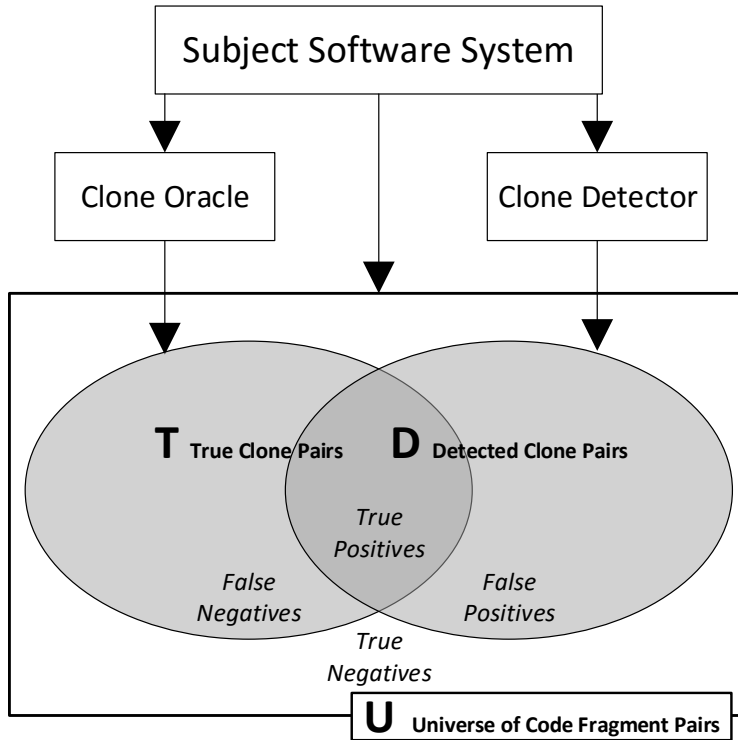 Subject Software System
Clone Oracle
Clone Detector
T True Clone Pairs
D Detected Clone Pairs
True
Positives
False
Negatives
False
Positives
True
Negatives
U Universe of Code Fragment Pairs